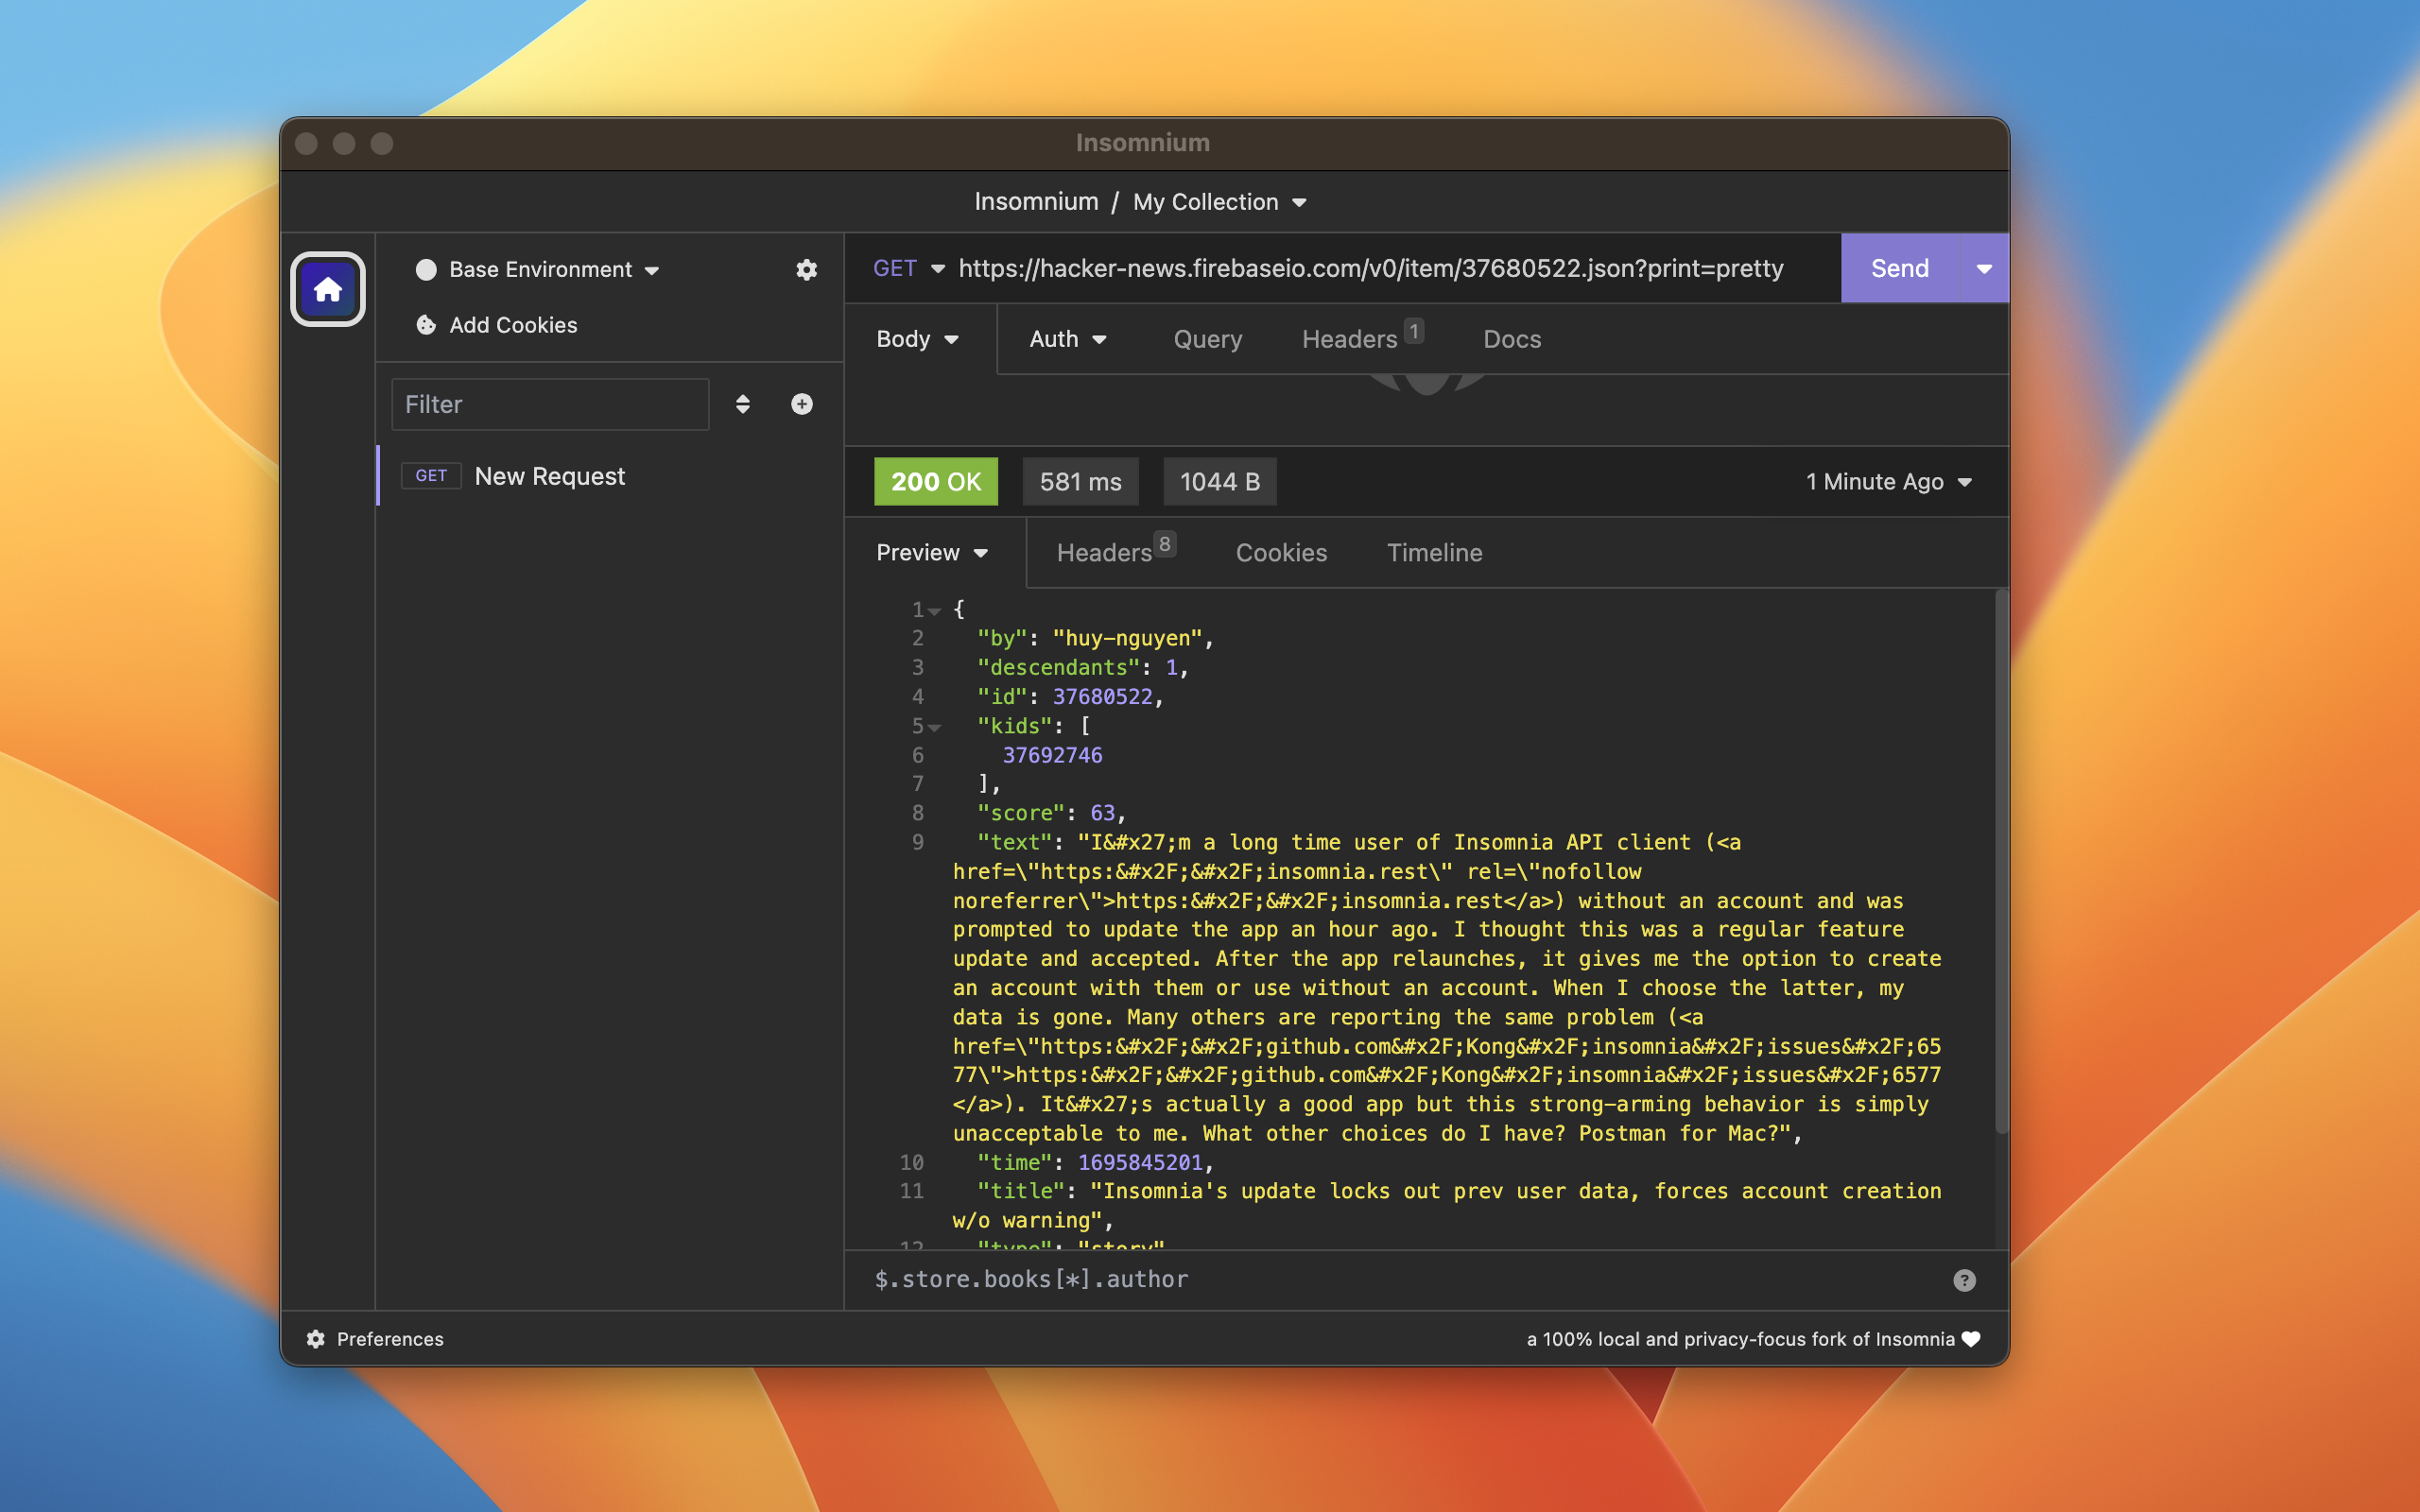 Insomnium
Insomnium / My Collection
Base Environment
Add Cookies
Filter
GET New Request
GET https://hacker-news.firebaseio.com/v0/item/37680522.json?print=pretty Send
Body Auth Query Headers 1 Docs
200 OK 581 ms 1044 B 1 Minute Ago
Preview Headers 8 Cookies Timeline
1 {
2 "by": "huy-nguyen",
3 "descendants": 1,
4 "id": 37680522,
5 "kids": [
6 37692746
7 ],
8 "score": 63,
9 "text": "I&#x27;m a long time user of Insomnia API client (<a
href=\"https:&#x2F;&#x2F;insomnia.rest\" rel=\"nofollow
noreferrer\">https:&#x2F;&#x2F;insomnia.rest</a>) without an account and was
prompted to update the app an hour ago. I thought this was a regular feature
update and accepted. After the app relaunches, it gives me the option to create
an account with them or use without an account. When I choose the latter, my
data is gone. Many others are reporting the same problem (<a
href=\"https:&#x2F;&#x2F;github.com&#x2F;Kong&#x2F;insomnia&#x2F;issues&#x2F;65
77\">https:&#x2F;&#x2F;github.com&#x2F;Kong&#x2F;insomnia&#x2F;issues&#x2F;6577
</a>). It&#x27;s actually a good app but this strong-arming behavior is simply
unacceptable to me. What other choices do I have? Postman for Mac?",
10 "time": 1695845201,
11 "title": "Insomnia's update locks out prev user data, forces account creation
w/o warning",
12 "type": "story"
$.store.books[*].author ?
Preferences
a 100% local and privacy-focus fork of Insomnia